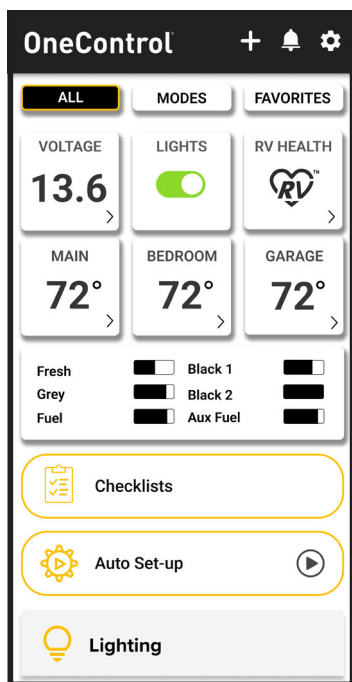 OneControl
ALL MODES FAVORITES
VOLTAGE LIGHTS RV HEALTH
13.6 RV™
MAIN BEDROOM GARAGE
72° 72° 72°
Fresh Black 1
Grey Black 2
Fuel Aux Fuel
Checklists
Auto Set-up
Lighting